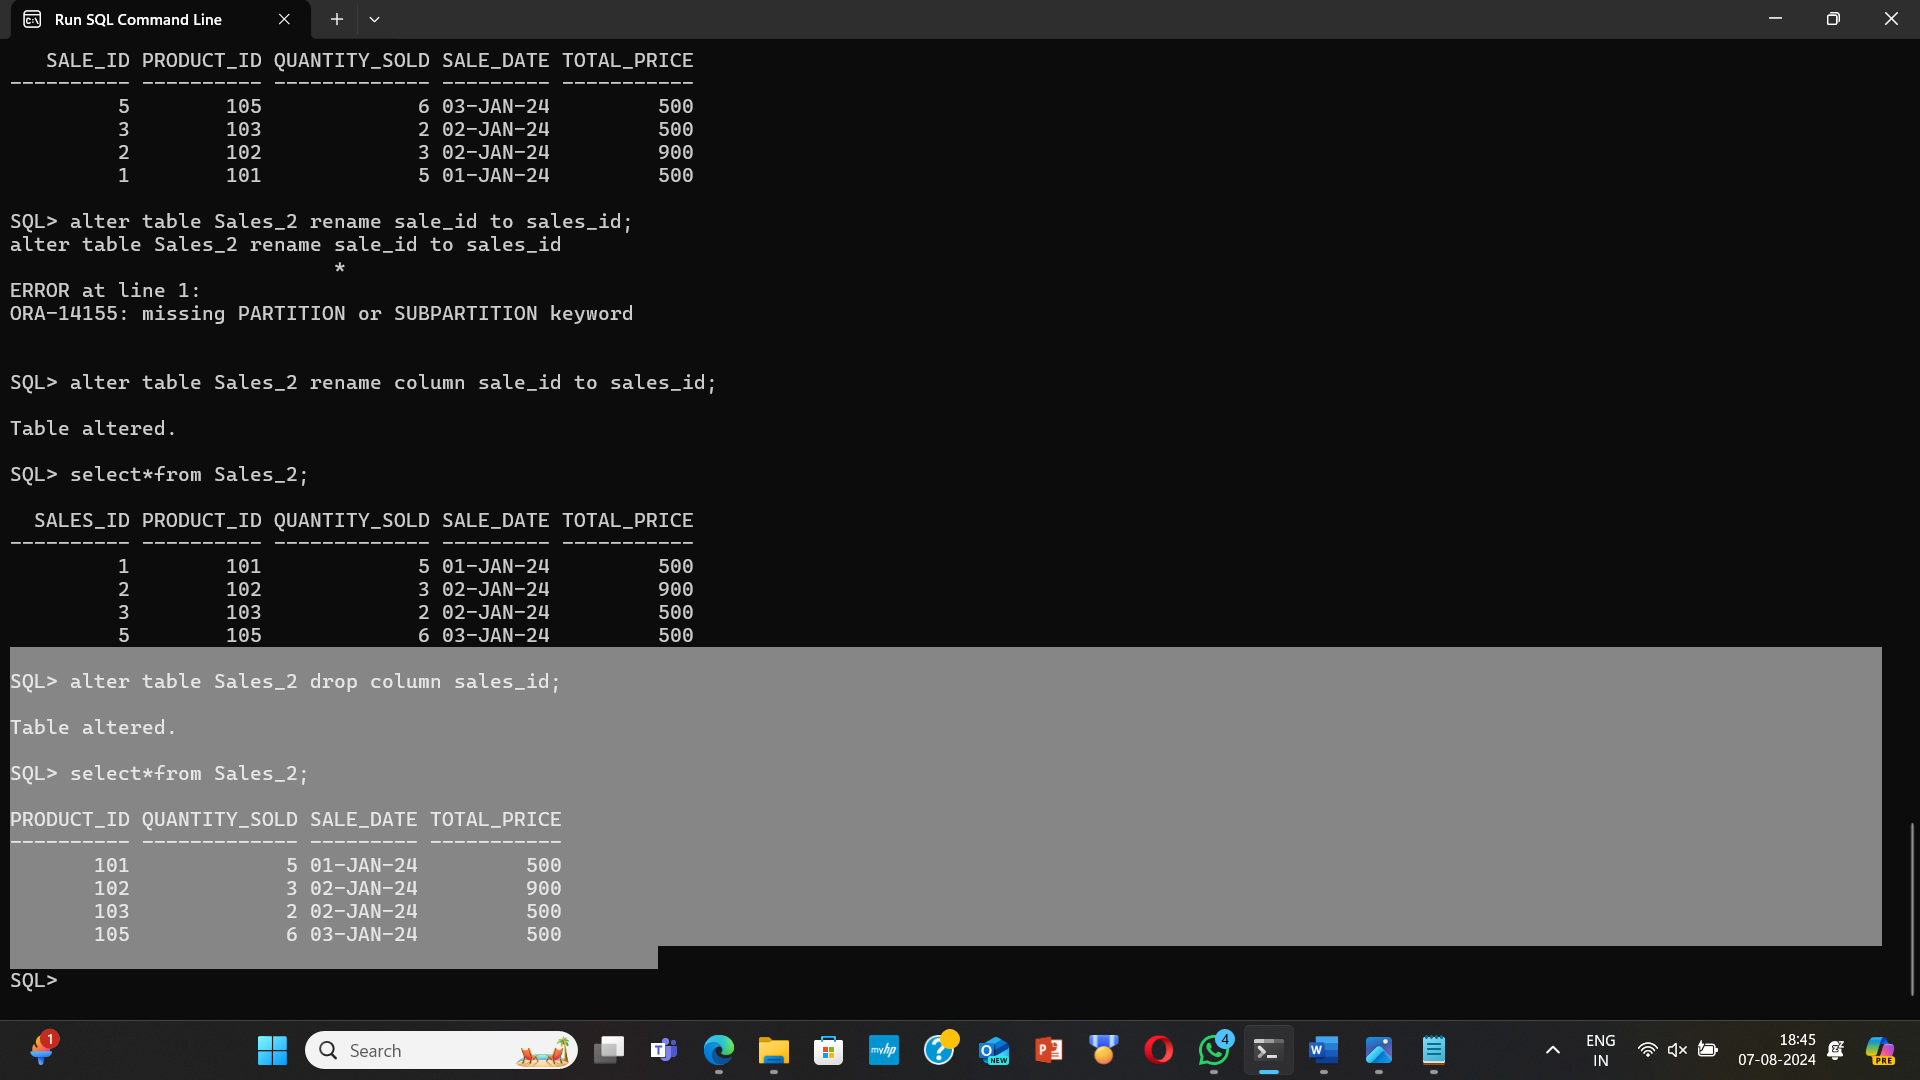 Run SQL Command Line
   SALE_ID PRODUCT_ID QUANTITY_SOLD SALE_DATE TOTAL_PRICE
---------- ---------- ------------- --------- -----------
         5        105             6 03-JAN-24         500
         3        103             2 02-JAN-24         500
         2        102             3 02-JAN-24         900
         1        101             5 01-JAN-24         500
SQL> alter table Sales_2 rename sale_id to sales_id;
alter table Sales_2 rename sale_id to sales_id
                           *
ERROR at line 1:
ORA-14155: missing PARTITION or SUBPARTITION keyword
SQL> alter table Sales_2 rename column sale_id to sales_id;
Table altered.
SQL> select*from Sales_2;
  SALES_ID PRODUCT_ID QUANTITY_SOLD SALE_DATE TOTAL_PRICE
---------- ---------- ------------- --------- -----------
         1        101             5 01-JAN-24         500
         2        102             3 02-JAN-24         900
         3        103             2 02-JAN-24         500
         5        105             6 03-JAN-24         500
SQL> alter table Sales_2 drop column sales_id;
Table altered.
SQL> select*from Sales_2;
PRODUCT_ID QUANTITY_SOLD SALE_DATE TOTAL_PRICE
---------- ------------- --------- -----------
       101             5 01-JAN-24         500
       102             3 02-JAN-24         900
       103             2 02-JAN-24         500
       105             6 03-JAN-24         500
SQL>
1
Search
myhp
NEW
4
ENG
IN
18:45
07-08-2024
PRE